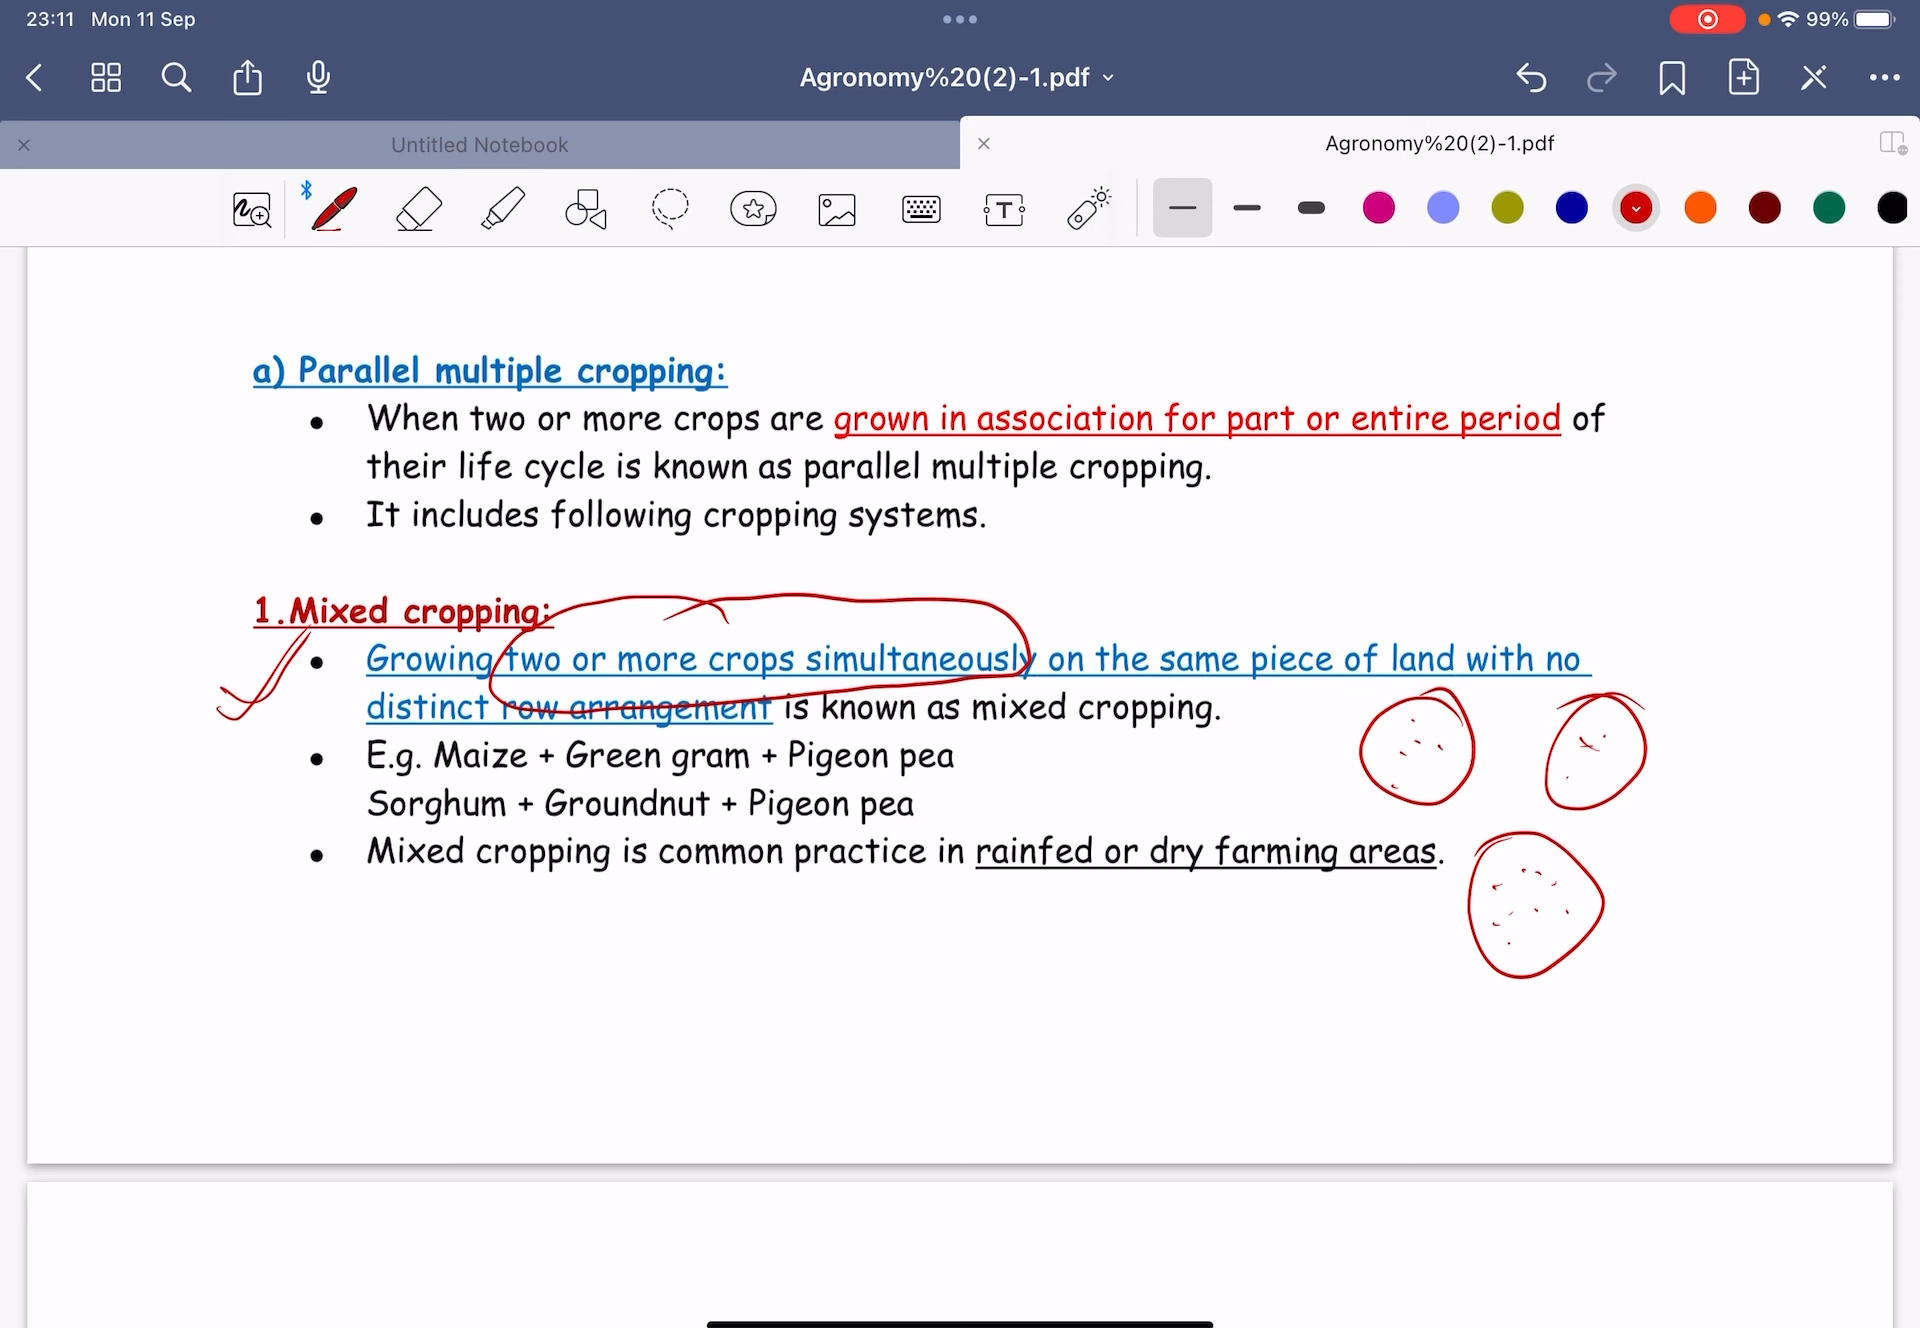 23:11 Mon 11 Sep
99%
Agronomy%20(2)-1.pdf
Untitled Notebook
Agronomy%20(2)-1.pdf
T
a) Parallel multiple cropping:
• When two or more crops are grown in association for part or entire period of
their life cycle is known as parallel multiple cropping.
• It includes following cropping systems.
1.Mixed cropping:
• Growing two or more crops simultaneously on the same piece of land with no
distinct row arrangement is known as mixed cropping.
• E.g. Maize + Green gram + Pigeon pea
Sorghum + Groundnut + Pigeon pea
• Mixed cropping is common practice in rainfed or dry farming areas.